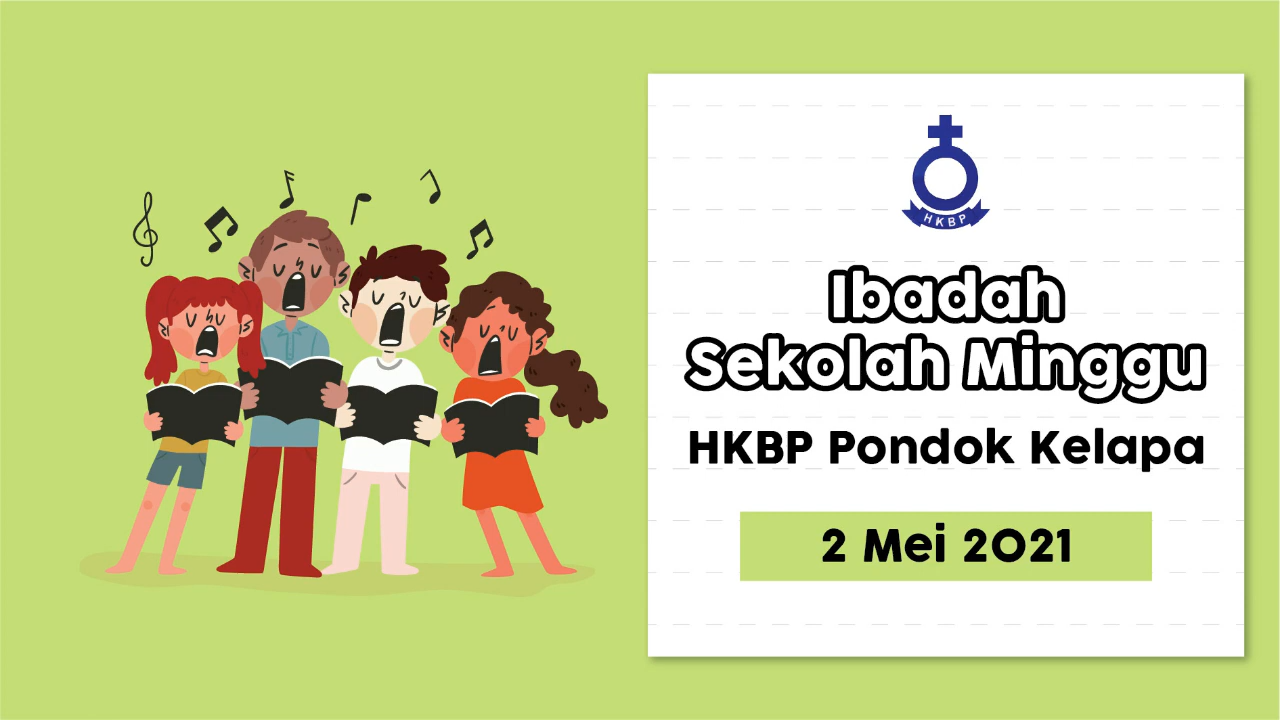 HKBP
Ibadah
Sekolah Minggu
HKBP Pondok Kelapa
2 Mei 2021